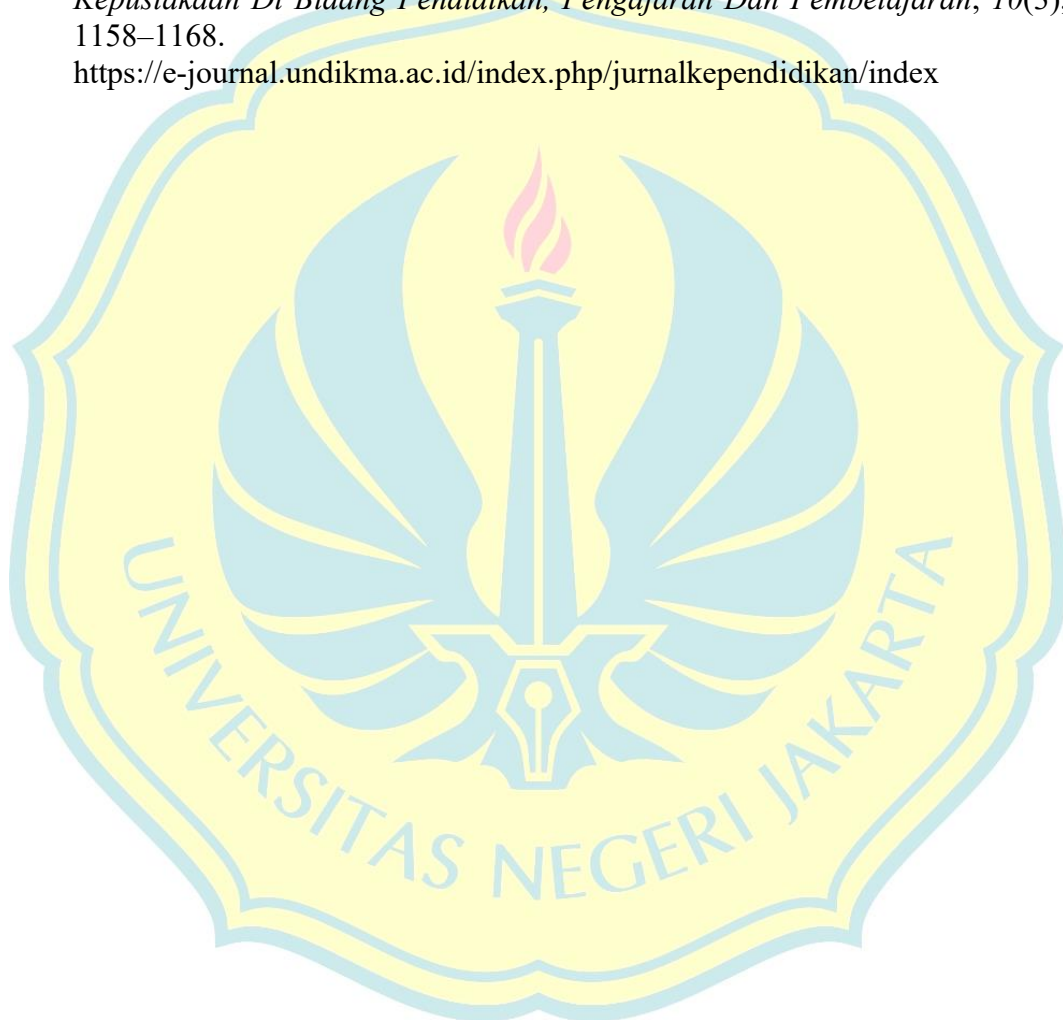 Kepustakaan Di Bidang Pendidikan, Pengajaran Dan Pembelajaran, 10(3),
1158–1168.
https://e-journal.undikma.ac.id/index.php/jurnalkependidikan/index
UNIVERSITAS NEGERI JAKARTA